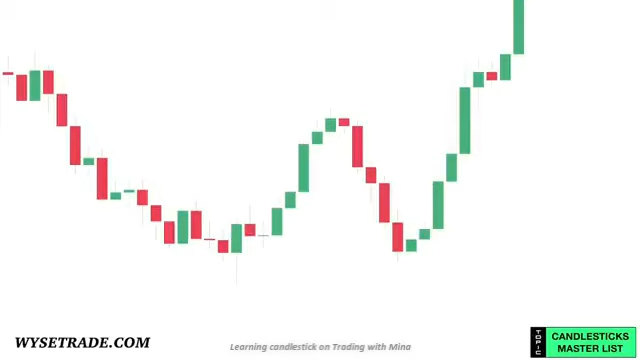 WYSETRADE.COM
Learning candlestick on Trading with Mina
TOPIC
CANDLESTICKS
MASTER LIST